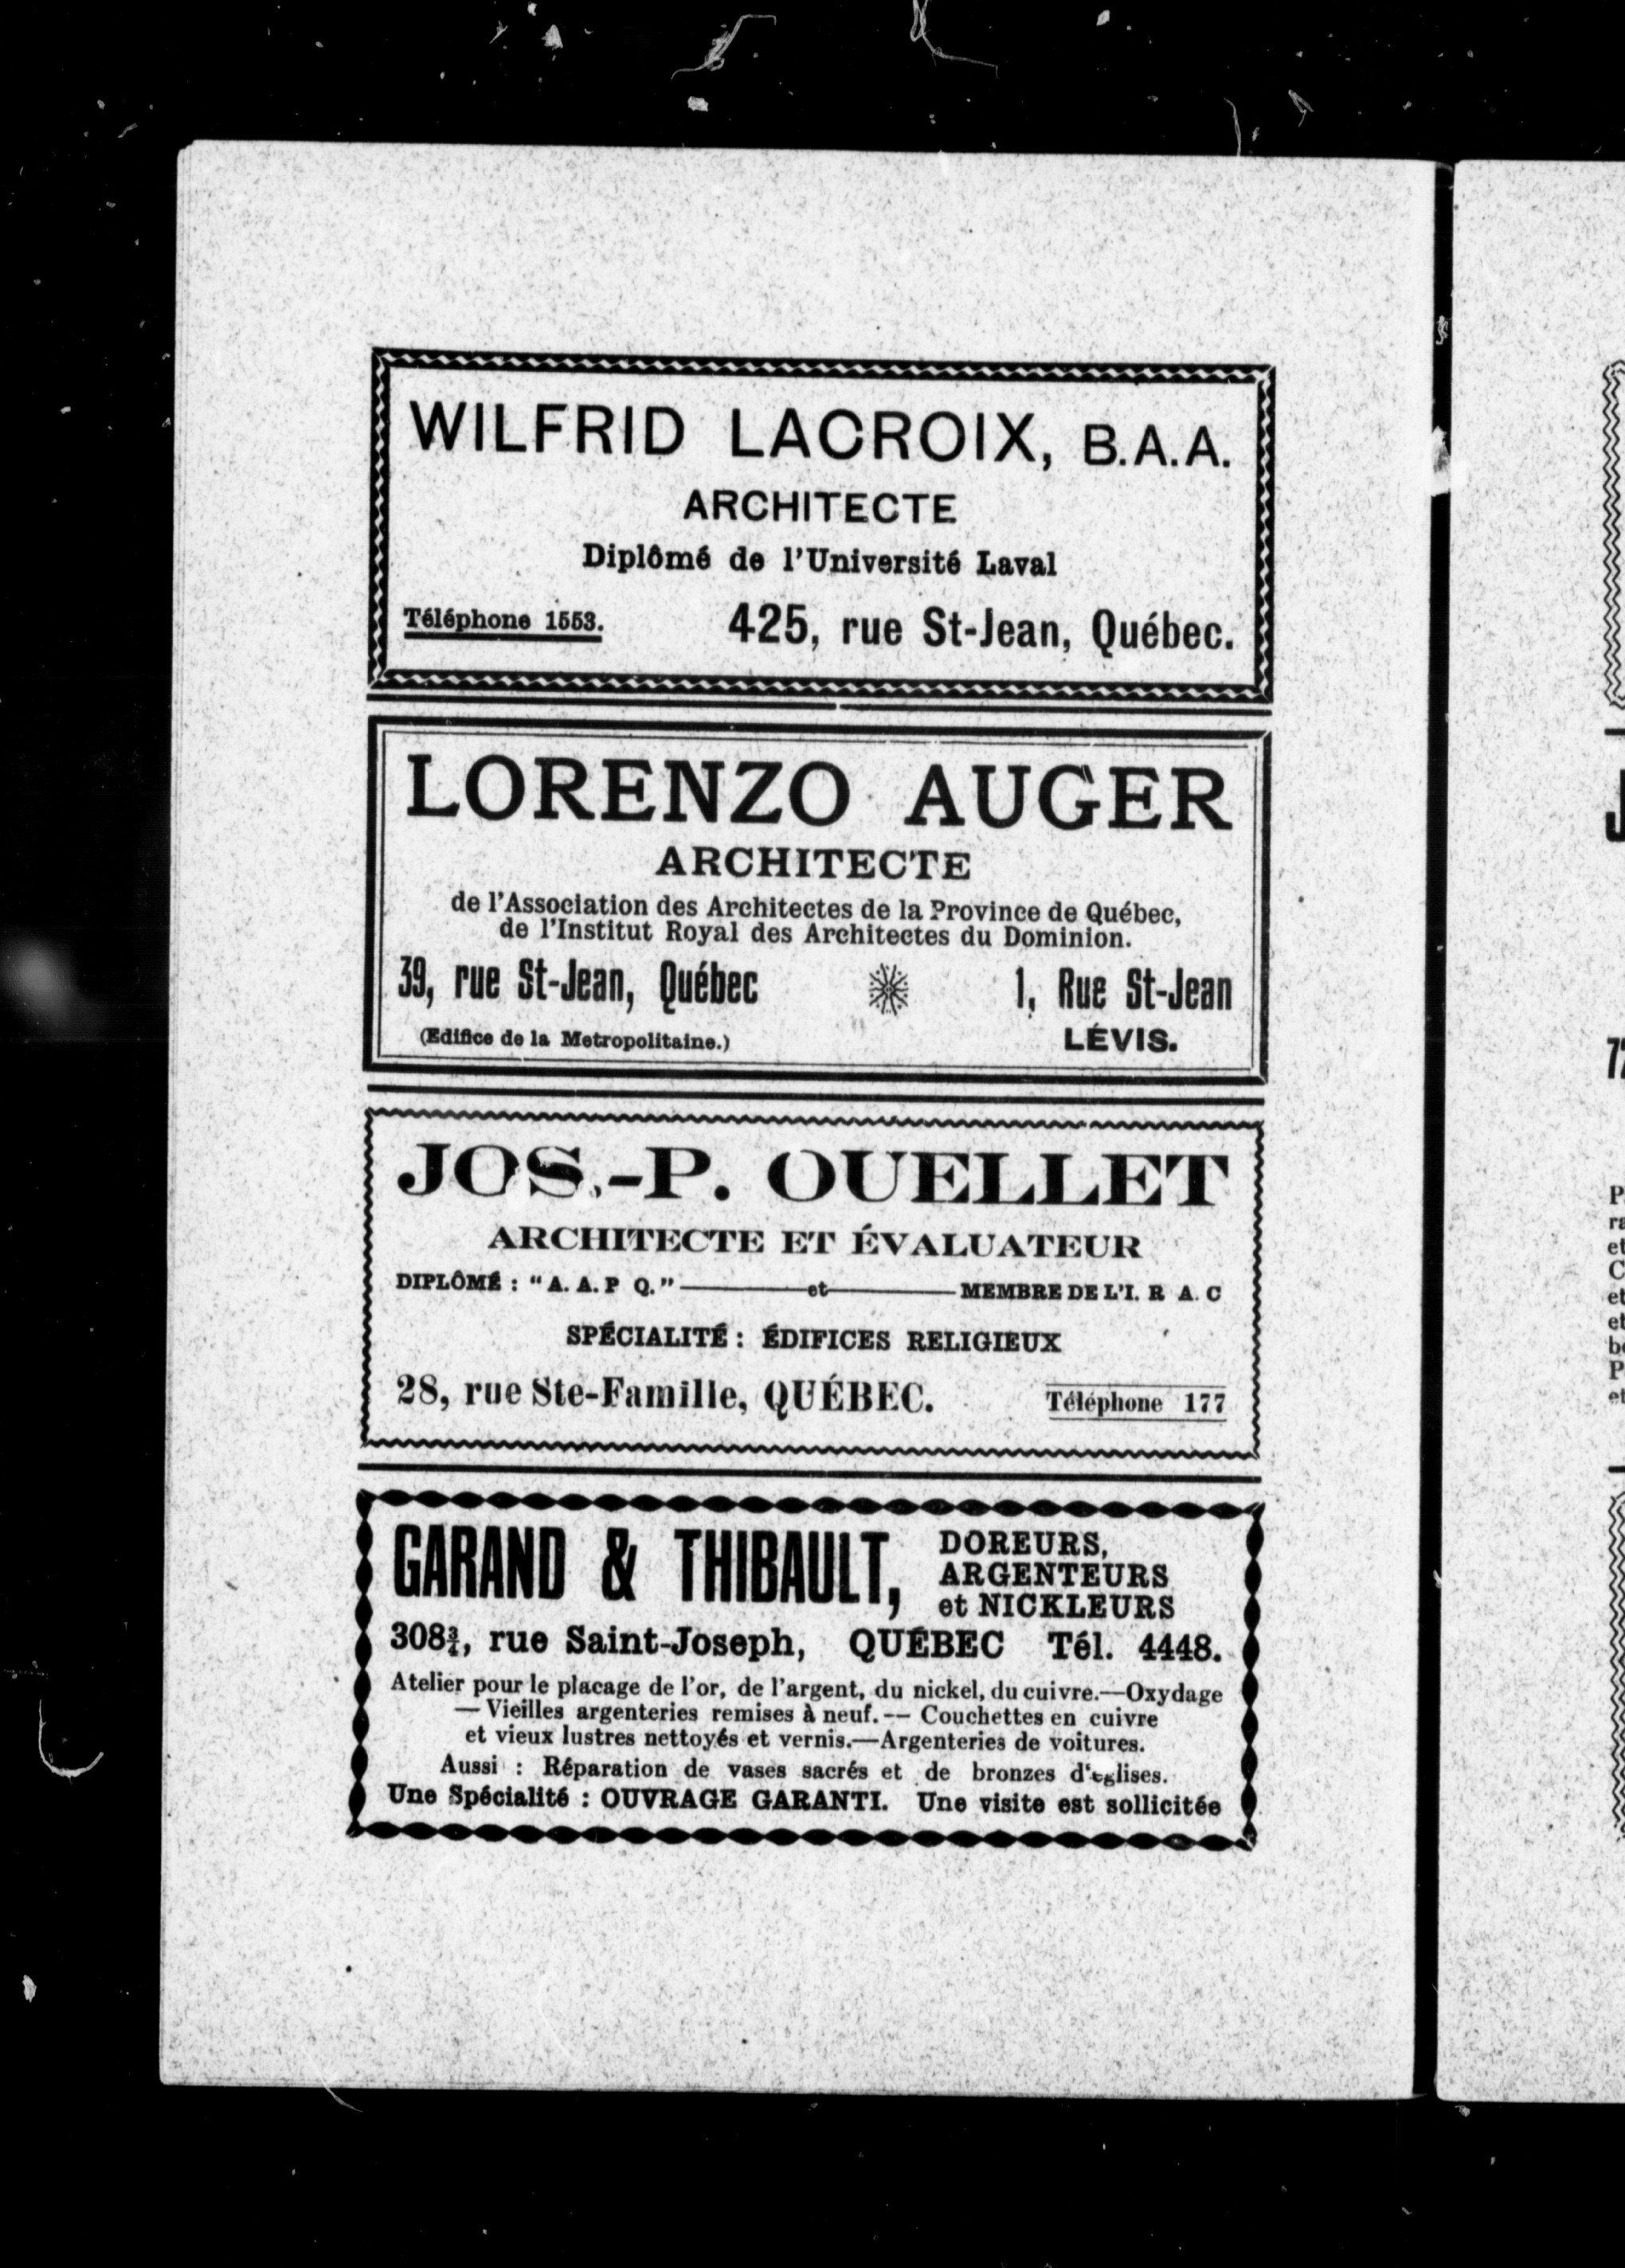 WILFRID LACROIX, B.A.A.
ARCHITECTE
Diplômé de l'Université Laval
Téléphone 1553. 425, rue St-Jean, Québec.
LORENZO AUGER
ARCHITECTE
de l'Association des Architectes de la Province de Québec,
de l'Institut Royal des Architectes du Dominion.
39, rue St-Jean, Québec 1, Rue St-Jean
(Edifice de la Metropolitaine.) LÉVIS.
JOS.-P. OUELLET
ARCHITECTE ET ÉVALUATEUR
DIPLÔMÉ : "A. A. P Q." — et — MEMBRE DE L'I. R A. C
SPÉCIALITÉ : ÉDIFICES RELIGIEUX
28, rue Ste-Famille, QUÉBEC. Téléphone 177
GARAND & THIBAULT, DOREURS,
ARGENTEURS
et NICKLEURS
308¾, rue Saint-Joseph, QUÉBEC Tél. 4448.
Atelier pour le placage de l'or, de l'argent, du nickel, du cuivre.—Oxydage
— Vieilles argenteries remises à neuf. — Couchettes en cuivre
et vieux lustres nettoyés et vernis.—Argenteries de voitures.
Aussi : Réparation de vases sacrés et de bronzes d'eglises.
Une Spécialité : OUVRAGE GARANTI. Une visite est sollicitée